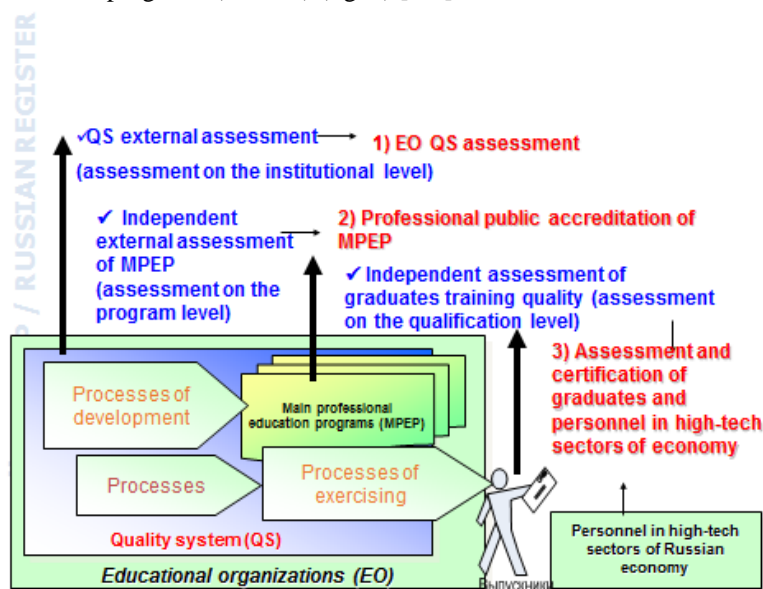 RUSSIAN REGISTER
✓QS external assessment
1) EO QS assessment
(assessment on the institutional level)
✓ Independent
external assessment
of MPEP
(assessment on the
program level)
2) Professional public accreditation of
MPEP
✓ Independent assessment of
graduates training quality (assessment
on the qualification level)
3) Assessment and
certification of
graduates and
personnel in high-tech
sectors of economy
Processes of
development
Main professional
education programs (MPEP)
Processes
Processes of
exercising
Quality system (QS)
Educational organizations (EO)
Выпускники
Personnel in high-tech
sectors of Russian
economy